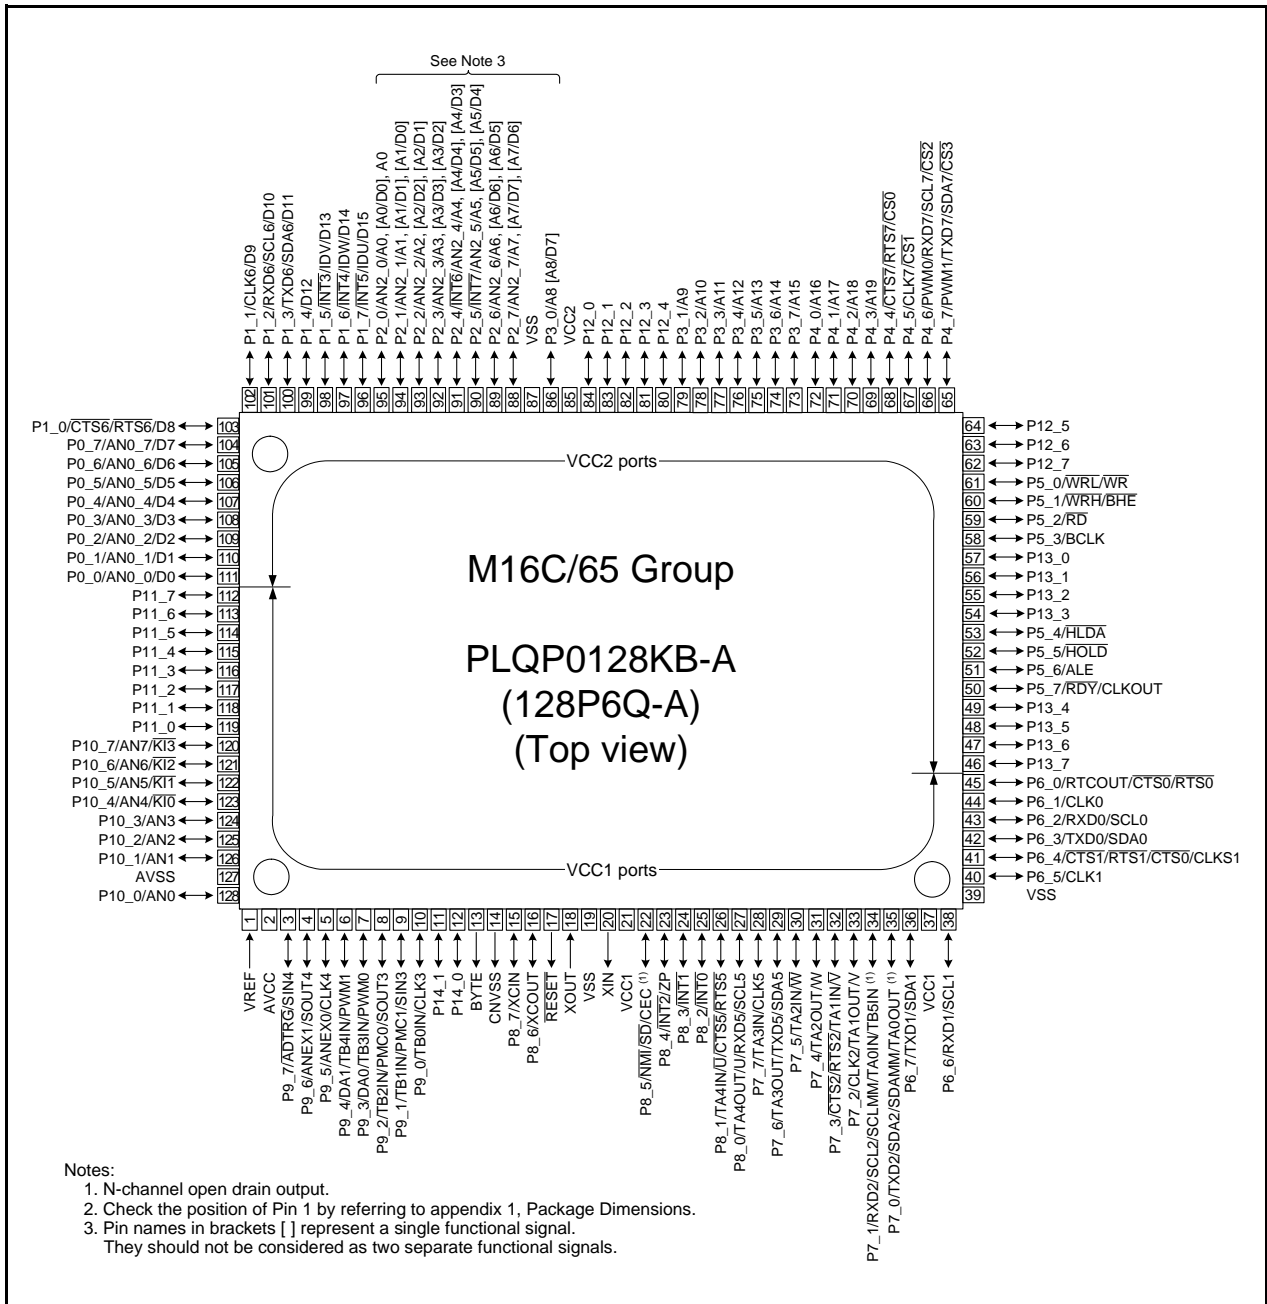 See Note 3
P1_1/CLK6/D9
P1_2/RXD6/SCL6/D10
P1_3/TXD6/SDA6/D11
P1_4/D12
P1_5/INT3/IDV/D13
P1_6/INT4/IDW/D14
P1_7/INT5/IDU/D15
P2_0/AN2_0/A0, [A0/D0], A0
P2_1/AN2_1/A1, [A1/D1], [A1/D0]
P2_2/AN2_2/A2, [A2/D2], [A2/D1]
P2_3/AN2_3/A3, [A3/D3], [A3/D2]
P2_4/INT6/AN2_4/A4, [A4/D4], [A4/D3]
P2_5/INT7/AN2_5/A5, [A5/D5], [A5/D4]
P2_6/AN2_6/A6, [A6/D6], [A6/D5]
P2_7/AN2_7/A7, [A7/D7], [A7/D6]
VSS
P3_0/A8 [A8/D7]
VCC2
P12_0
P12_1
P12_2
P12_3
P12_4
P3_1/A9
P3_2/A10
P3_3/A11
P3_4/A12
P3_5/A13
P3_6/A14
P3_7/A15
P4_0/A16
P4_1/A17
P4_2/A18
P4_3/A19
P4_4/CTS7/RTS7/CS0
P4_5/CLK7/CS1
P4_6/PWM0/RXD7/SCL7/CS2
P4_7/PWM1/TXD7/SDA7/CS3
102 101 100 99 98 97 96 95 94 93 92 91 90 89 88 87 86 85 84 83 82 81 80 79 78 77 76 75 74 73 72 71 70 69 68 67 66 65
P1_0/CTS6/RTS6/D8 103
P0_7/AN0_7/D7 104
P0_6/AN0_6/D6 105
P0_5/AN0_5/D5 106
P0_4/AN0_4/D4 107
P0_3/AN0_3/D3 108
P0_2/AN0_2/D2 109
P0_1/AN0_1/D1 110
P0_0/AN0_0/D0 111
P11_7 112
P11_6 113
P11_5 114
P11_4 115
P11_3 116
P11_2 117
P11_1 118
P11_0 119
P10_7/AN7/KI3 120
P10_6/AN6/KI2 121
P10_5/AN5/KI1 122
P10_4/AN4/KI0 123
P10_3/AN3 124
P10_2/AN2 125
P10_1/AN1 126
AVSS 127
P10_0/AN0 128
VCC2 ports
M16C/65 Group
PLQP0128KB-A
(128P6Q-A)
(Top view)
VCC1 ports
64 P12_5
63 P12_6
62 P12_7
61 P5_0/WRL/WR
60 P5_1/WRH/BHE
59 P5_2/RD
58 P5_3/BCLK
57 P13_0
56 P13_1
55 P13_2
54 P13_3
53 P5_4/HLDA
52 P5_5/HOLD
51 P5_6/ALE
50 P5_7/RDY/CLKOUT
49 P13_4
48 P13_5
47 P13_6
46 P13_7
45 P6_0/RTCOUT/CTS0/RTS0
44 P6_1/CLK0
43 P6_2/RXD0/SCL0
42 P6_3/TXD0/SDA0
41 P6_4/CTS1/RTS1/CTS0/CLKS1
40 P6_5/CLK1
39 VSS
1 2 3 4 5 6 7 8 9 10 11 12 13 14 15 16 17 18 19 20 21 22 23 24 25 26 27 28 29 30 31 32 33 34 35 36 37 38
VREF
AVCC
P9_7/ADTRG/SIN4
P9_6/ANEX1/SOUT4
P9_5/ANEX0/CLK4
P9_4/DA1/TB4IN/PWM1
P9_3/DA0/TB3IN/PWM0
P9_2/TB2IN/PMC0/SOUT3
P9_1/TB1IN/PMC1/SIN3
P9_0/TB0IN/CLK3
P14_1
P14_0
BYTE
CNVSS
P8_7/XCIN
P8_6/XCOUT
RESET
XOUT
VSS
XIN
VCC1
P8_5/NMI/SD/CEC (1)
P8_4/INT2/ZP
P8_3/INT1
P8_2/INT0
P8_1/TA4IN/U/CTS5/RTS5
P8_0/TA4OUT/U/RXD5/SCL5
P7_7/TA3IN/CLK5
P7_6/TA3OUT/TXD5/SDA5
P7_5/TA2IN/W
P7_4/TA2OUT/W
P7_3/CTS2/RTS2/TA1IN/V
P7_2/CLK2/TA1OUT/V
P7_1/RXD2/SCL2/SCLMM/TA0IN/TB5IN (1)
P7_0/TXD2/SDA2/SDAMM/TA0OUT (1)
P6_7/TXD1/SDA1
VCC1
P6_6/RXD1/SCL1
Notes:
1. N-channel open drain output.
2. Check the position of Pin 1 by referring to appendix 1, Package Dimensions.
3. Pin names in brackets [ ] represent a single functional signal.
They should not be considered as two separate functional signals.